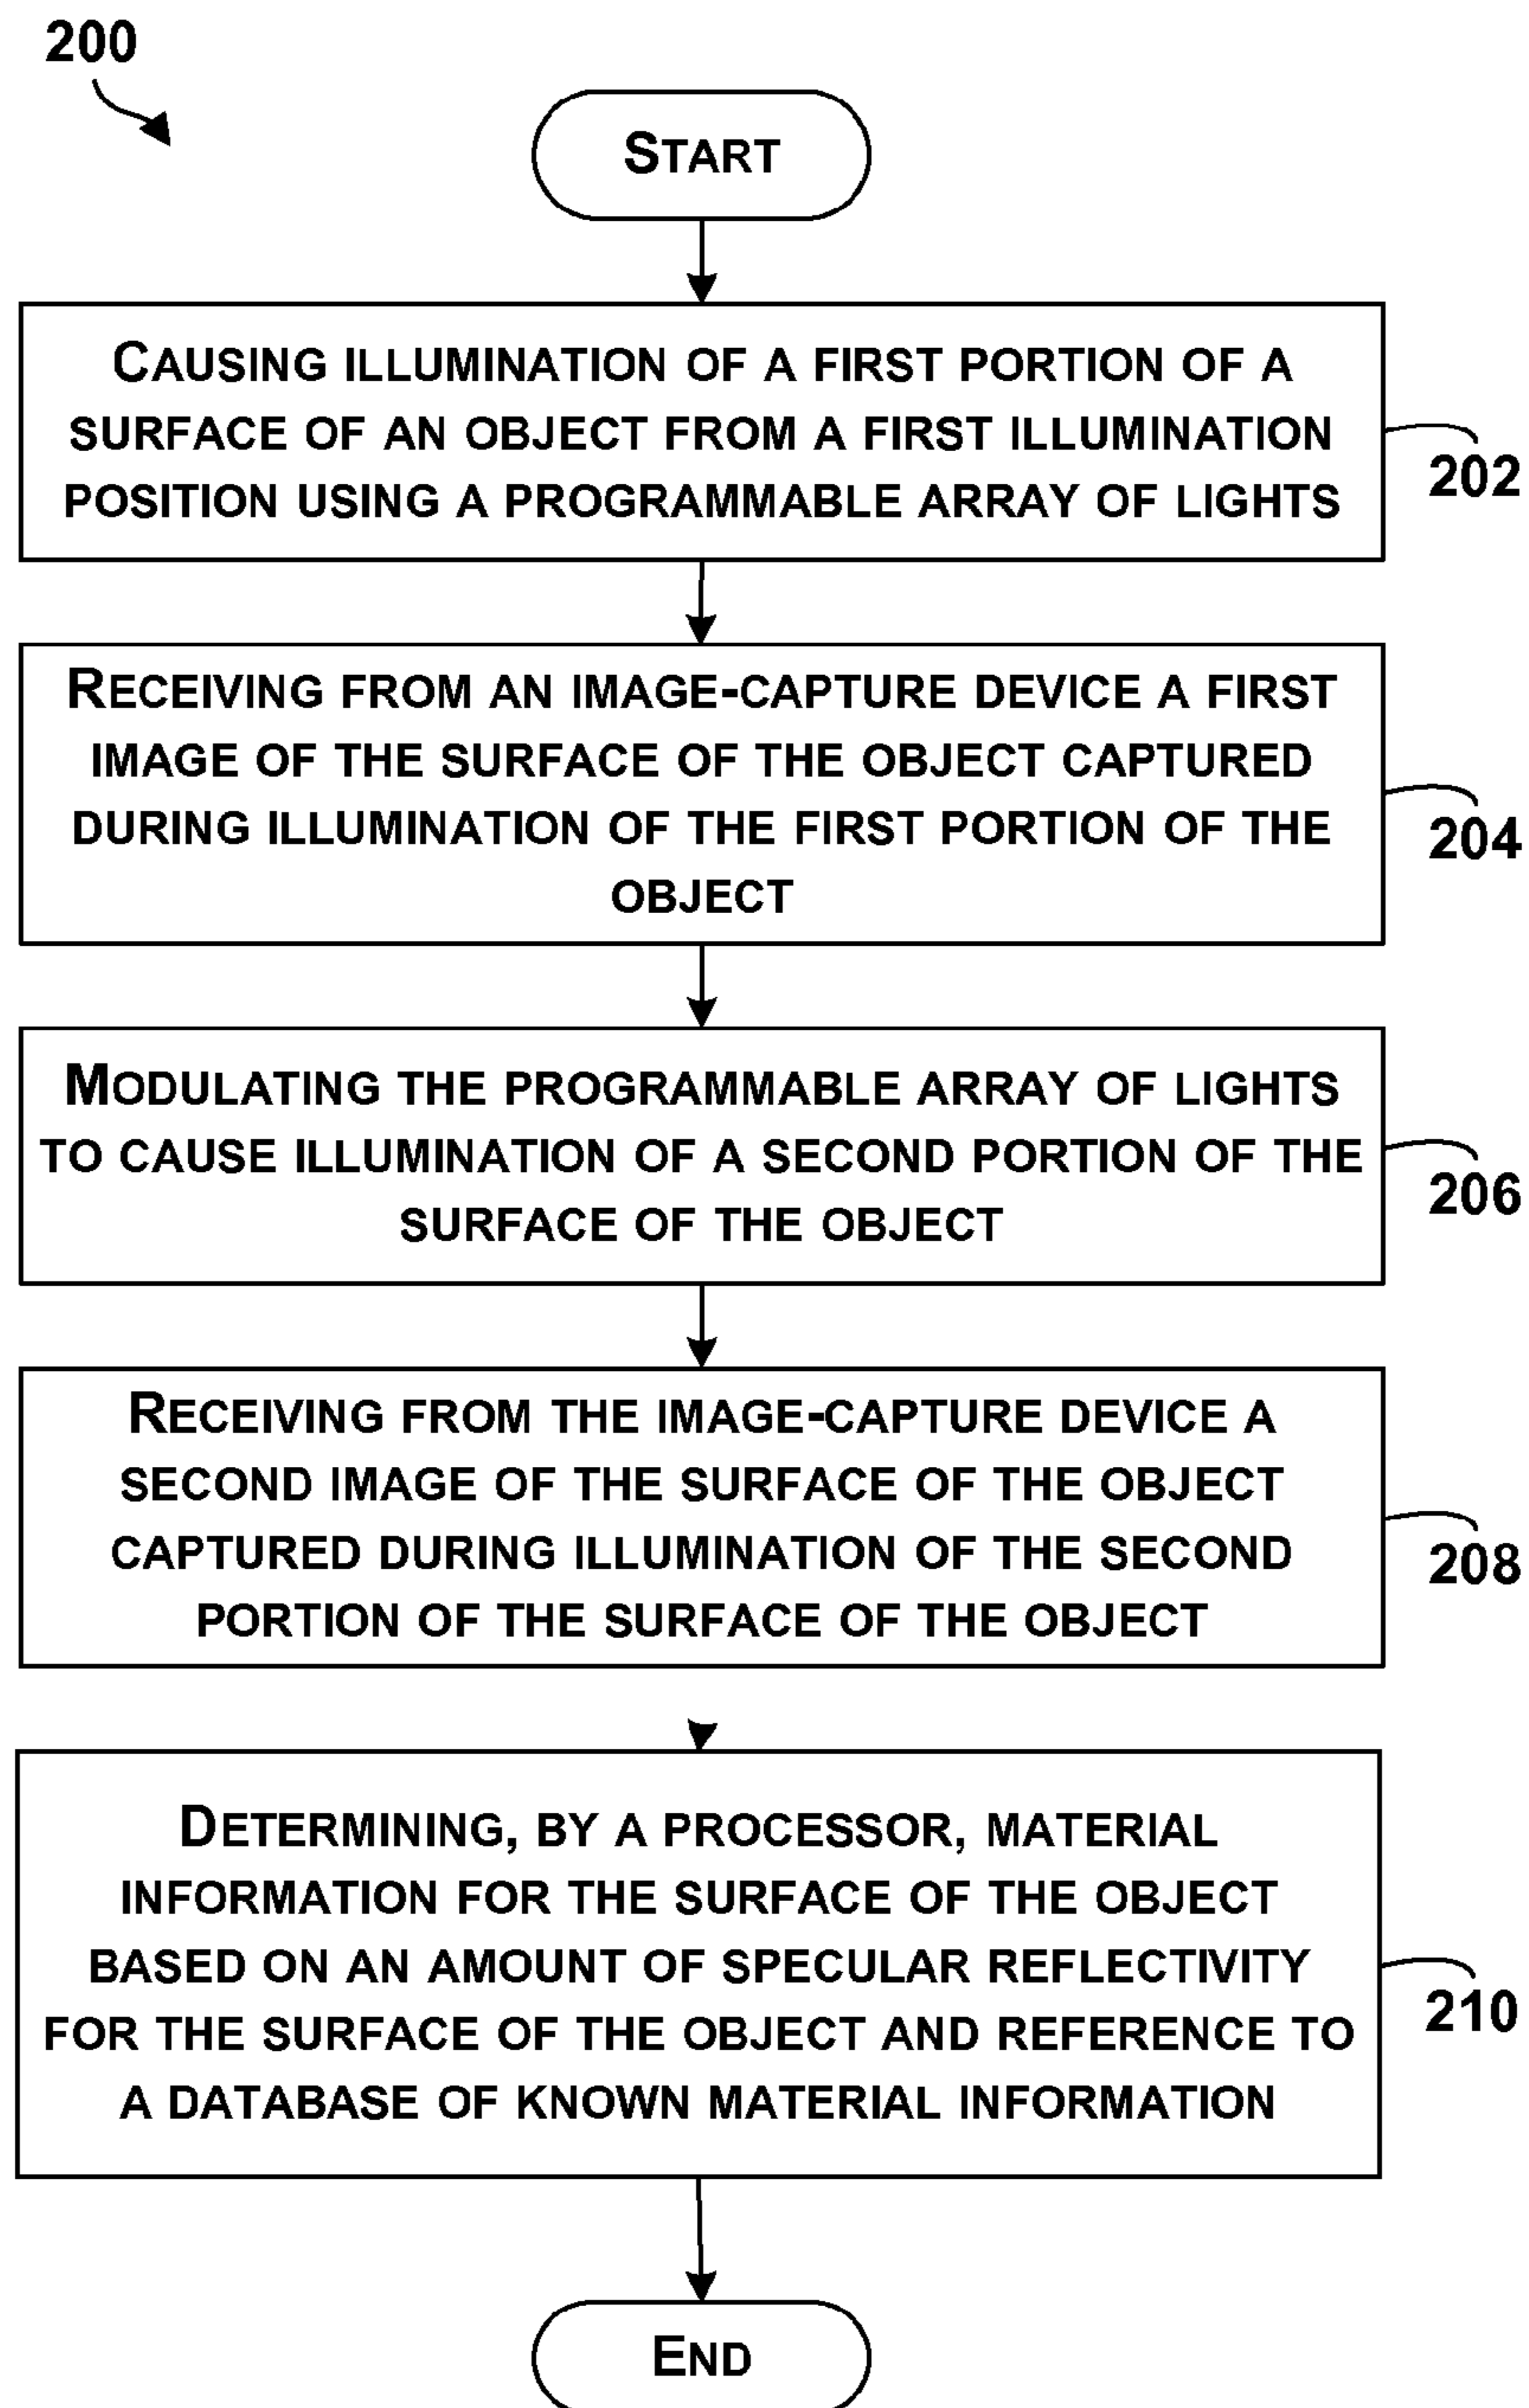 200
START
CAUSING ILLUMINATION OF A FIRST PORTION OF A
SURFACE OF AN OBJECT FROM A FIRST ILLUMINATION
POSITION USING A PROGRAMMABLE ARRAY OF LIGHTS
202
RECEIVING FROM AN IMAGE-CAPTURE DEVICE A FIRST
IMAGE OF THE SURFACE OF THE OBJECT CAPTURED
DURING ILLUMINATION OF THE FIRST PORTION OF THE
OBJECT
204
MODULATING THE PROGRAMMABLE ARRAY OF LIGHTS
TO CAUSE ILLUMINATION OF A SECOND PORTION OF THE
SURFACE OF THE OBJECT
206
RECEIVING FROM THE IMAGE-CAPTURE DEVICE A
SECOND IMAGE OF THE SURFACE OF THE OBJECT
CAPTURED DURING ILLUMINATION OF THE SECOND
PORTION OF THE SURFACE OF THE OBJECT
208
DETERMINING, BY A PROCESSOR, MATERIAL
INFORMATION FOR THE SURFACE OF THE OBJECT
BASED ON AN AMOUNT OF SPECULAR REFLECTIVITY
FOR THE SURFACE OF THE OBJECT AND REFERENCE TO
A DATABASE OF KNOWN MATERIAL INFORMATION
210
END